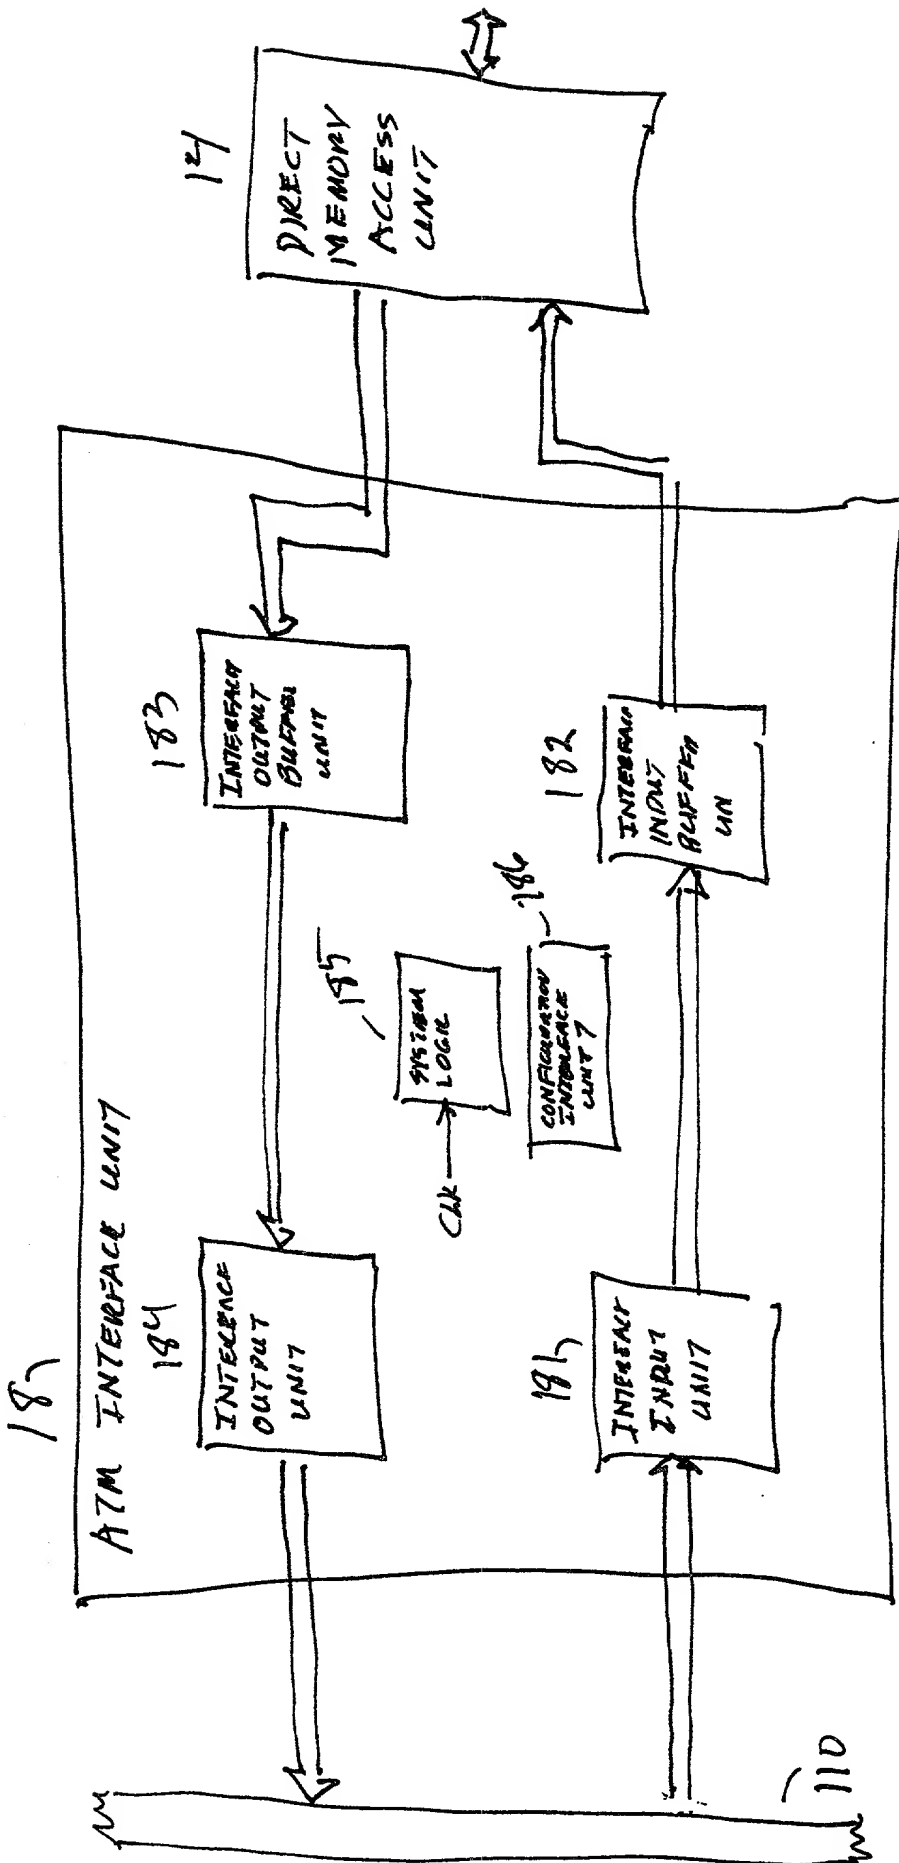 18
ATM INTERFACE UNIT
184
INTERFACE
OUTPUT
UNIT
183
INTERFACE
OUTPUT
BUFFER
UNIT
14
DIRECT
MEMORY
ACCESS
UNIT
185
SYSTEM
LOGIC
Clk
186
CONFIGURATION
INTERFACE
UNIT
181
INTERFACE
INPUT
UNIT
182
INTERFACE
INPUT
BUFFER
UN
110